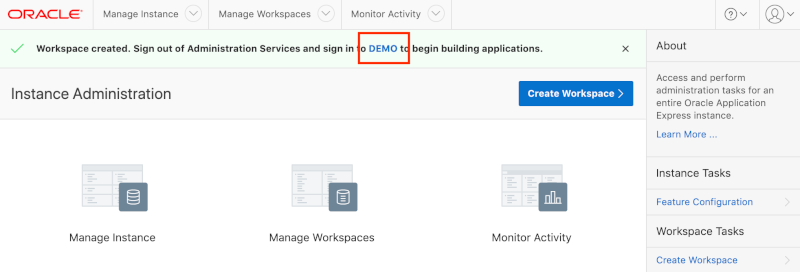 ORACLE
Manage Instance
Manage Workspaces
Monitor Activity
Workspace created. Sign out of Administration Services and sign in to DEMO to begin building applications.
Instance Administration
Create Workspace
Manage Instance
Manage Workspaces
Monitor Activity
About
Access and perform
administration tasks for an
entire Oracle Application
Express instance.
Learn More ...
Instance Tasks
Feature Configuration
Workspace Tasks
Create Workspace